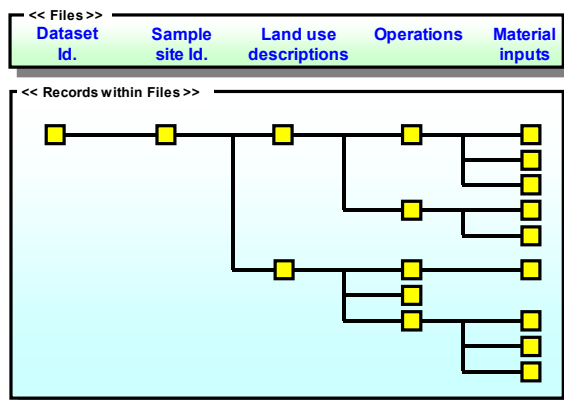 << Files >>
Dataset Id.
Sample site Id.
Land use descriptions
Operations
Material inputs
<< Records within Files >>